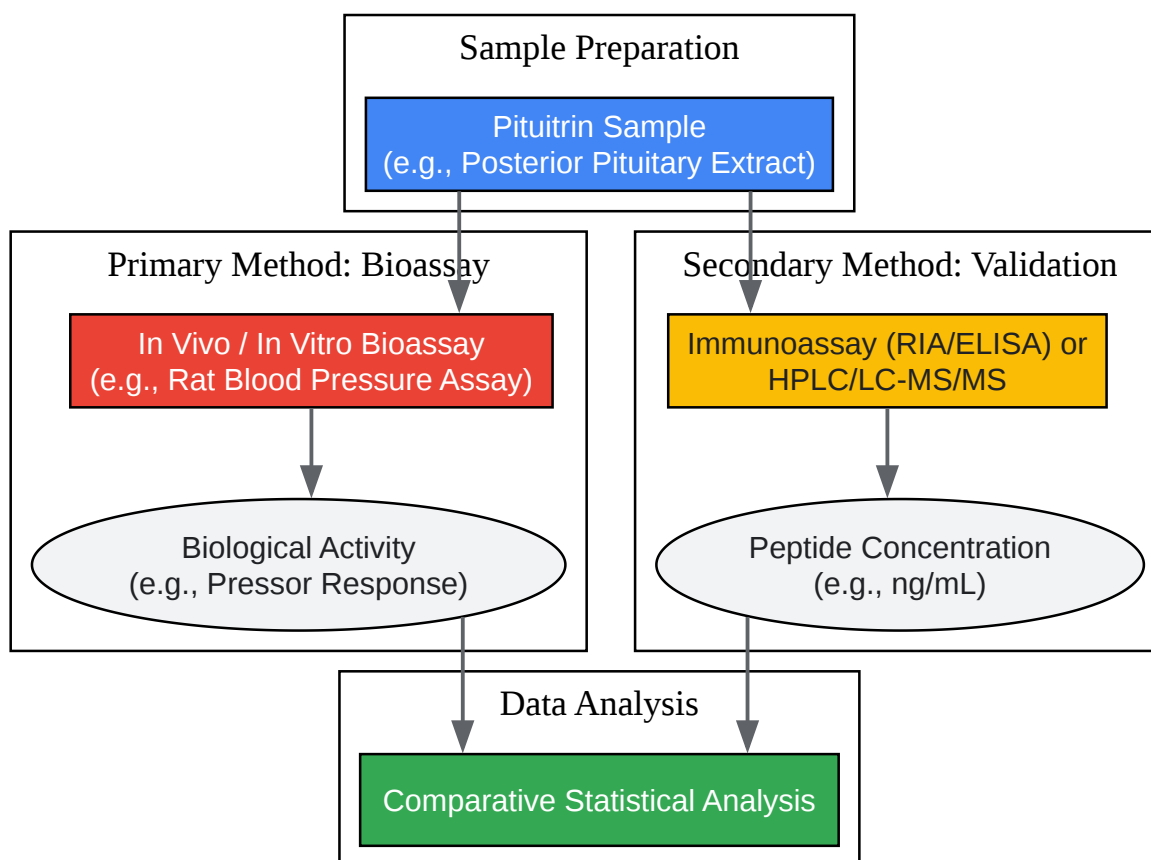 Sample Preparation
Pituitrin Sample
(e.g., Posterior Pituitary Extract)
Primary Method: Bioassay
In Vivo / In Vitro Bioassay
(e.g., Rat Blood Pressure Assay)
Biological Activity
(e.g., Pressor Response)
Secondary Method: Validation
Immunoassay (RIA/ELISA) or
HPLC/LC-MS/MS
Peptide Concentration
(e.g., ng/mL)
Data Analysis
Comparative Statistical Analysis